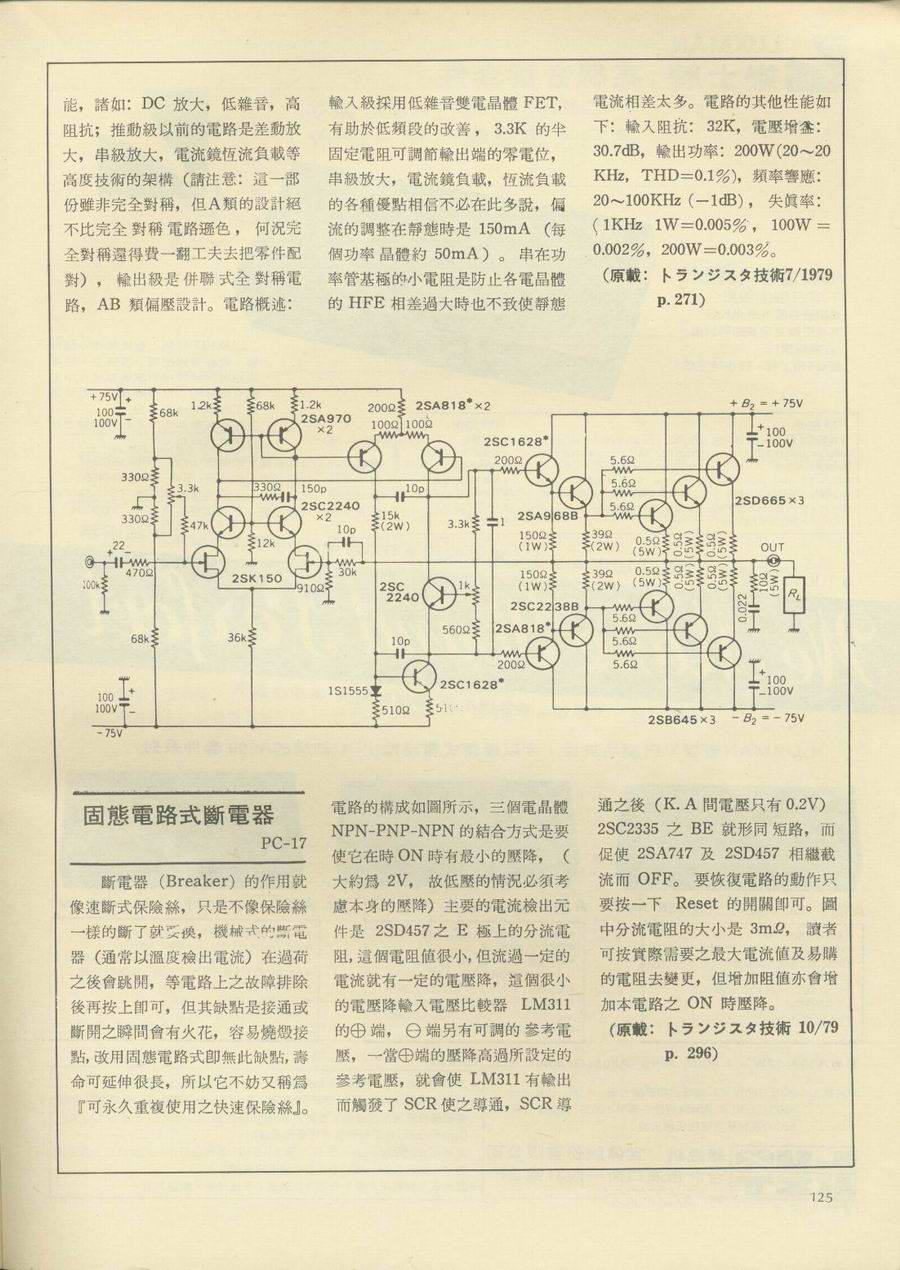 能，諸如：DC 放大，低雜音，高
阻抗；推動級以前的電路是差動放
大，串級放大，電流鏡恆流負載等
高度技術的架構（請注意：這一部
份雖非完全對稱，但A類的設計絕
不比完全對稱電路遜色，何況完
全對稱還得費一翻工夫去把零件配
對），輸出級是併聯式全對稱電
路，AB 類偏壓設計。電路概述：
輸入級採用低雜音雙電晶體 FET，
有助於低頻段的改善，3.3K 的半
固定電阻可調節輸出端的零電位，
串級放大，電流鏡負載，恆流負載
的各種優點相信不必在此多說，偏
流的調整在靜態時是 150mA（每
個功率晶體約 50mA）。串在功
率管基極的小電阻是防止各電晶體
的 HFE 相差過大時也不致使靜態
電流相差太多。電路的其他性能如
下：輸入阻抗：32K，電壓增益：
30.7dB，輸出功率：200W(20～20
KHz，THD=0.1%)，頻率響應：
20～100KHz (－1dB)，失眞率：
(1KHz 1W=0.005%，100W＝
0.002%，200W=0.003%。
(原載：トランジスタ技術7/1979
p. 271)
+75V
100
100V
68k
1.2k
68k
1.2k
2SA970
×2
200Ω
2SA818*×2
100Ω 100Ω
330Ω
3.3k
330Ω
47k
330Ω
150p
2SC2240
×2
10p
12k
10p
15k
(2W)
22
470Ω
100k
2SK150
910Ω
30k
68k
36k
2SC
2240
1k
3.3k
1
560Ω
10p
1S1555
510Ω
2SC1628*
100
100V
-75V
2SC1628*
200Ω
2SA968B
150Ω
(1W)
39Ω
(2W)
150Ω
(1W)
39Ω
(2W)
2SC2238B
2SA818*
200Ω
5.6Ω
5.6Ω
5.6Ω
0.5Ω
(5W)
0.5Ω
(5W)
0.5Ω
(5W)
0.5Ω
(5W)
0.5Ω
(5W)
0.5Ω
(5W)
5.6Ω
5.6Ω
5.6Ω
+B2=+75V
100
100V
2SD665×3
OUT
10Ω
(5W)
0.022
RL
100
100V
2SB645×3
-B2=-75V
固態電路式斷電器
PC-17
斷電器（Breaker）的作用就
像速斷式保險絲，只是不像保險絲
一樣的斷了就要換，機械式的斷電
器（通常以溫度檢出電流）在過荷
之後會跳開，等電路上之故障排除
後再按上卽可，但其缺點是接通或
斷開之瞬間會有火花，容易燒燬接
點，改用固態電路式卽無此缺點，壽
命可延伸很長，所以它不妨又稱爲
『可永久重複使用之快速保險絲』。
電路的構成如圖所示，三個電晶體
NPN-PNP-NPN 的結合方式是要
使它在時 ON 時有最小的壓降，（
大約爲 2V，故低壓的情況必須考
慮本身的壓降）主要的電流檢出元
件是 2SD457 之 E 極上的分流電
阻，這個電阻値很小，但流過一定的
電流就有一定的電壓降，這個很小
的電壓降輸入電壓比較器 LM311
的⊕端，⊖端另有可調的參考電
壓，一當⊕端的壓降高過所設定的
參考電壓，就會使 LM311 有輸出
而觸發了 SCR 使之導通，SCR 導
通之後（K. A 間電壓只有 0.2V）
2SC2335 之 BE 就形同短路，而
促使 2SA747 及 2SD457 相繼截
流而 OFF。要恢復電路的動作只
要按一下 Reset 的開關卽可。圖
中分流電阻的大小是 3mΩ，讀者
可按實際需要之最大電流値及易購
的電阻去變更，但增加阻値亦會增
加本電路之 ON 時壓降。
(原載：トランジスタ技術 10/79
p. 296)
125